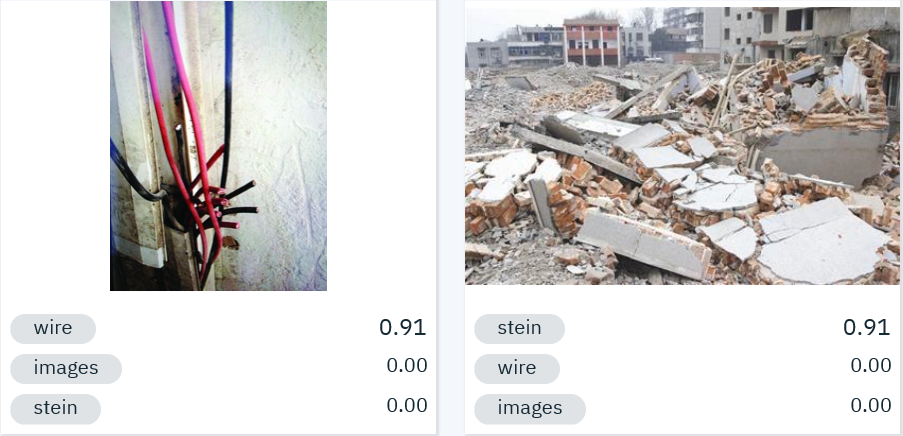 wire 0.91
images 0.00
stein 0.00
stein 0.91
wire 0.00
images 0.00